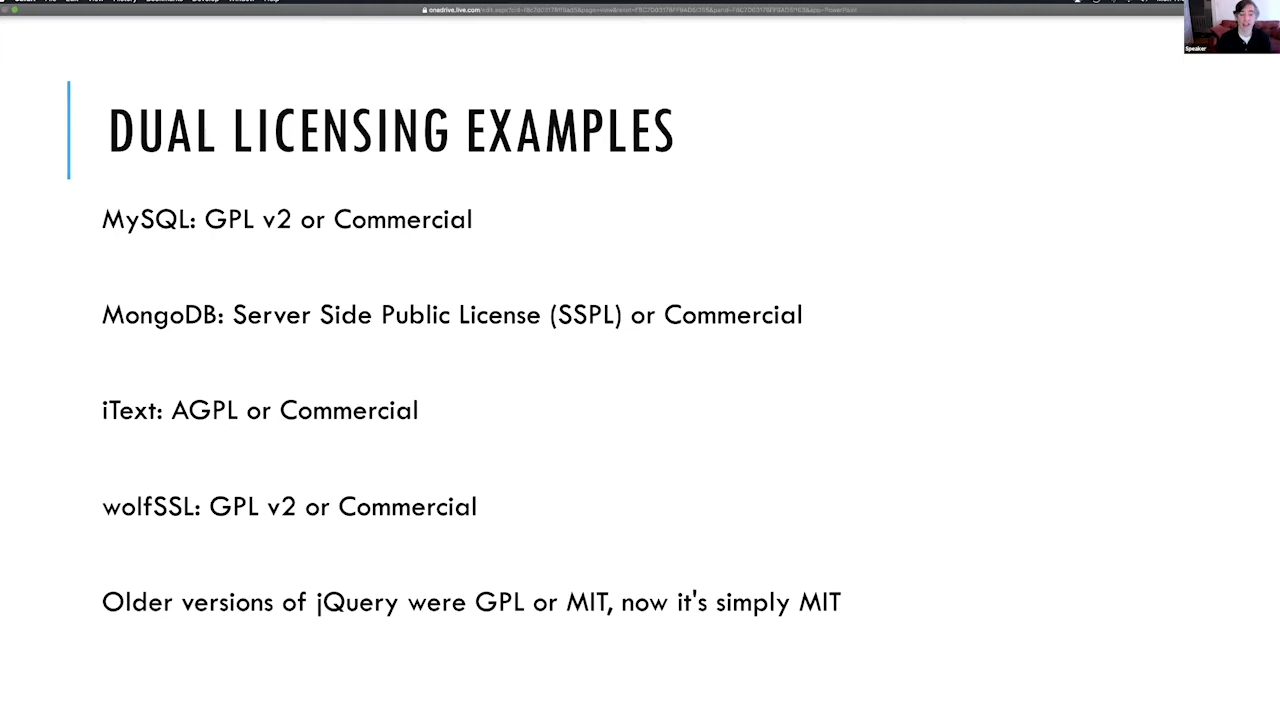 onedrive.live.com
Speaker
DUAL LICENSING EXAMPLES
MySQL: GPL v2 or Commercial
MongoDB: Server Side Public License (SSPL) or Commercial
iText: AGPL or Commercial
wolfSSL: GPL v2 or Commercial
Older versions of jQuery were GPL or MIT, now it's simply MIT